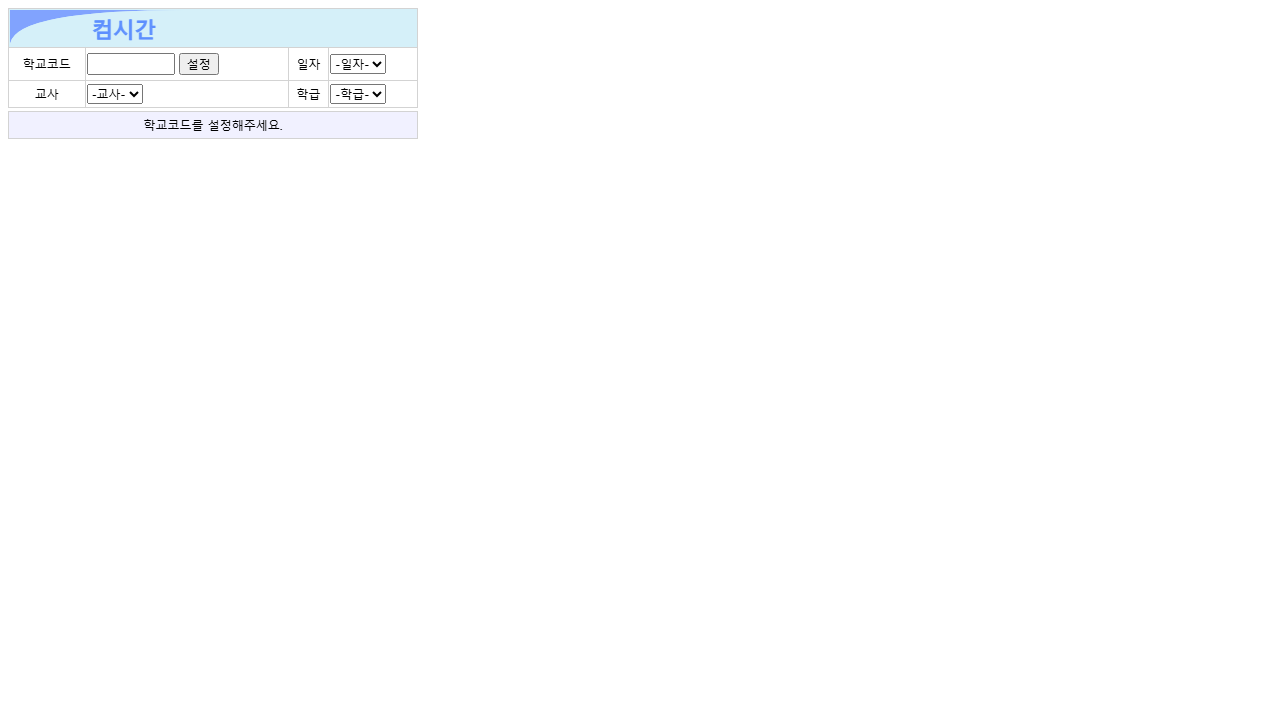 컴시간
학교코드 설정 일자 -일자-
교사 -교사- 학급 -학급-
학교코드를 설정해주세요.